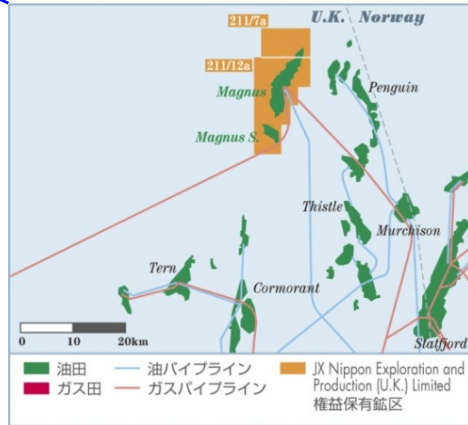 211/7a
U.K. Norway
211/12a
Magnus
Penguin
Magnus S.
Thistle
Murchison
Tern
Cormorant
Statfjord
0 10 20km
油田
油パイプライン
JX Nippon Exploration and
Production (U.K.) Limited
権益保有鉱区
ガス田
ガスパイプライン